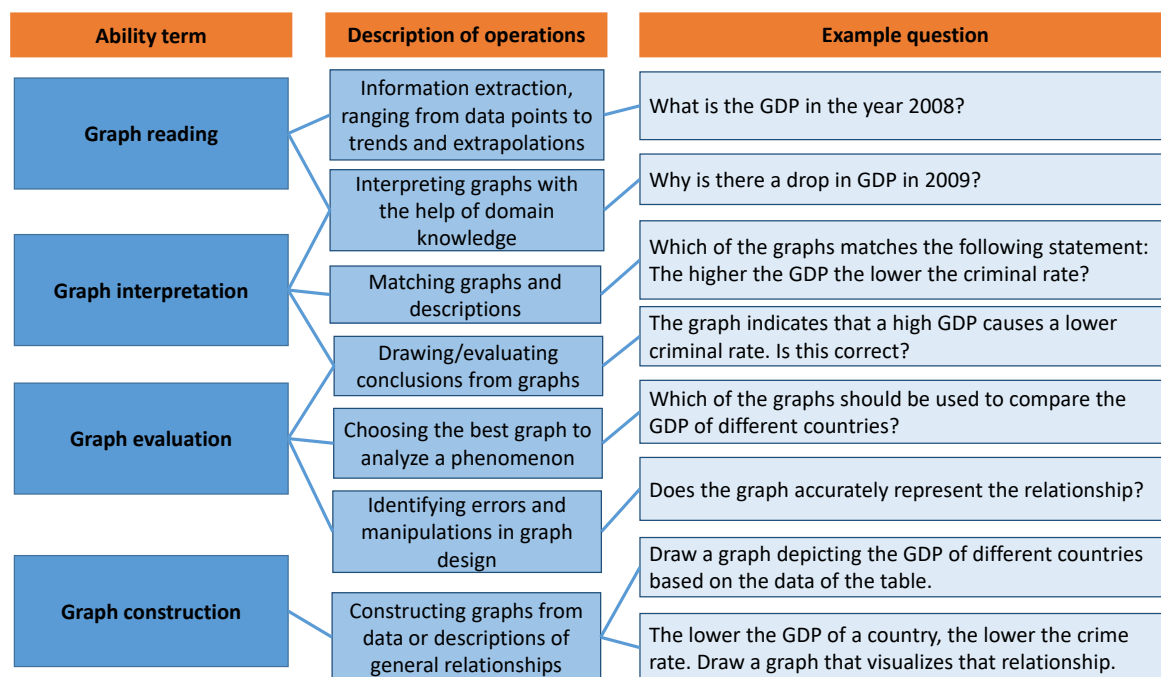 Ability term
Description of operations
Example question
Graph reading
Information extraction,
ranging from data points to
trends and extrapolations
What is the GDP in the year 2008?
Interpreting graphs with
the help of domain
knowledge
Why is there a drop in GDP in 2009?
Graph interpretation
Matching graphs and
descriptions
Which of the graphs matches the following statement:
The higher the GDP the lower the criminal rate?
Drawing/evaluating
conclusions from graphs
The graph indicates that a high GDP causes a lower
criminal rate. Is this correct?
Graph evaluation
Choosing the best graph to
analyze a phenomenon
Which of the graphs should be used to compare the
GDP of different countries?
Identifying errors and
manipulations in graph
design
Does the graph accurately represent the relationship?
Graph construction
Constructing graphs from
data or descriptions of
general relationships
Draw a graph depicting the GDP of different countries
based on the data of the table.
The lower the GDP of a country, the lower the crime
rate. Draw a graph that visualizes that relationship.